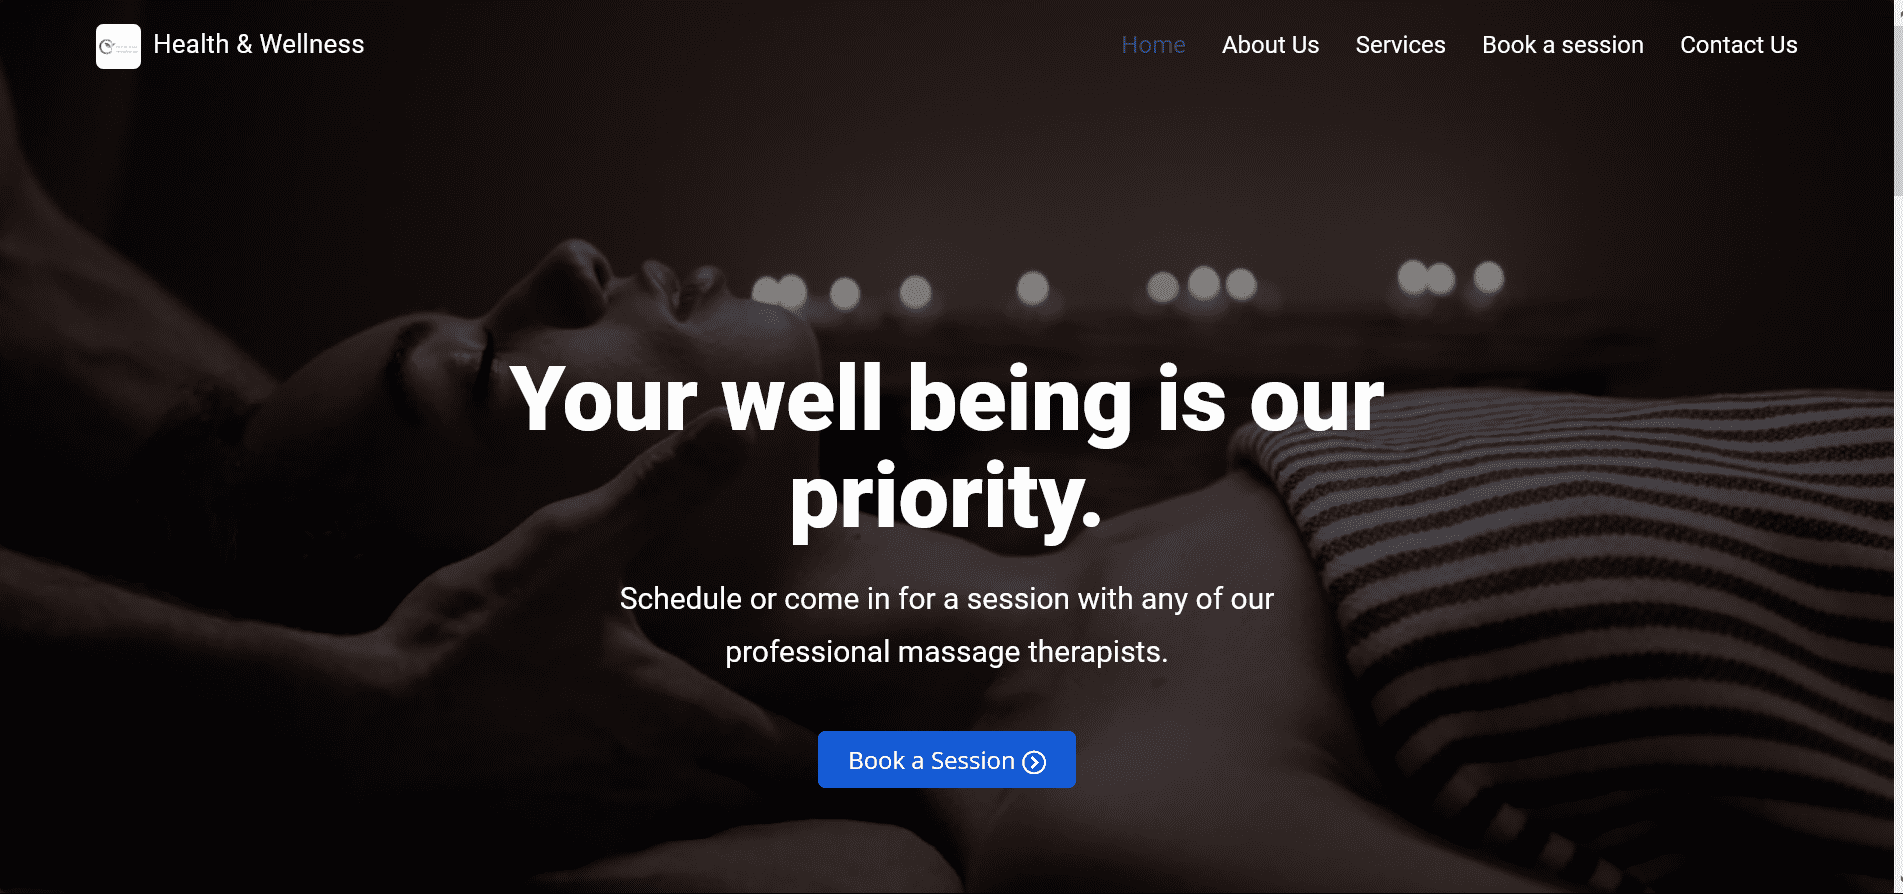 Health & Wellness
Home
About Us
Services
Book a session
Contact Us
Your well being is our
priority.
Schedule or come in for a session with any of our
professional massage therapists.
Book a Session